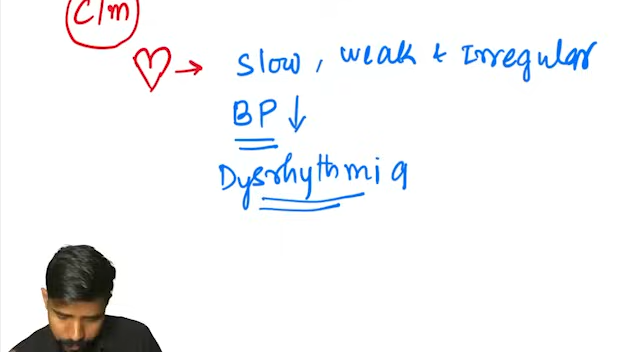 C/m
→ Slow, Weak & Irregular
BP ↓
Dysrhythmia